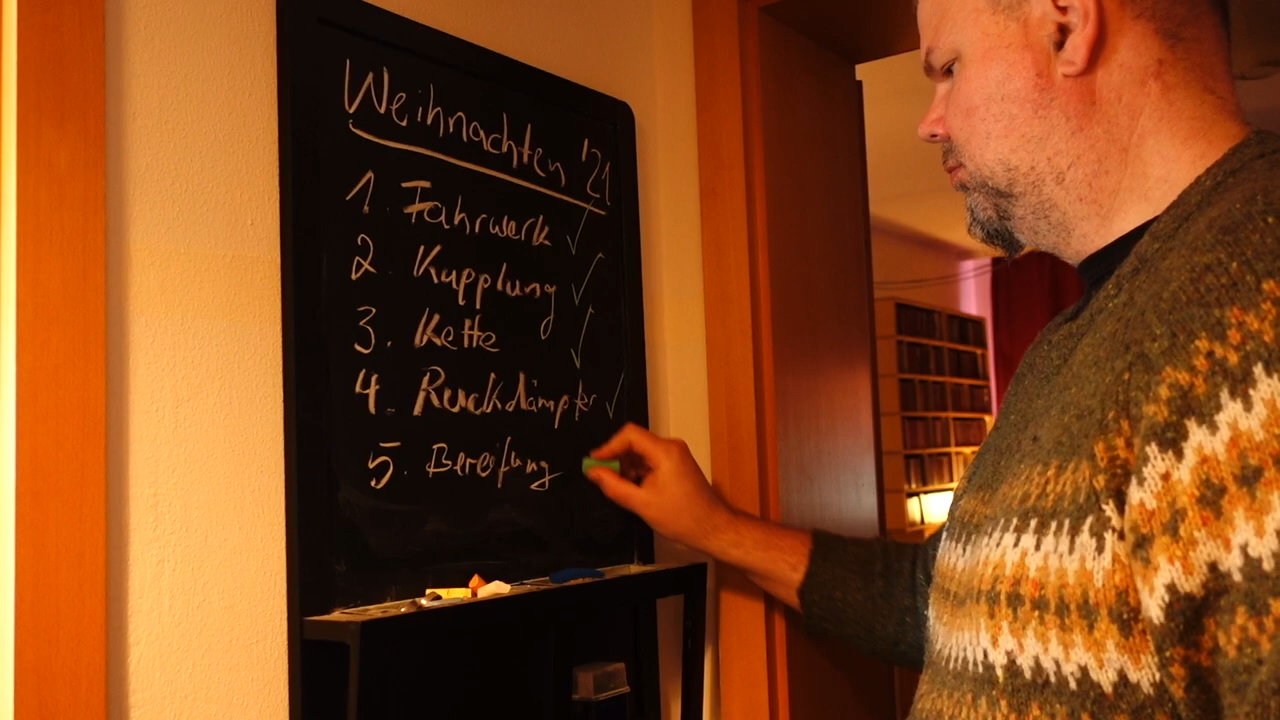 Weihnachten '21
1. Fahrwerk ✓
2. Kupplung ✓
3. Kette ✓
4. Ruckdämpfer ✓
5. Bereifung